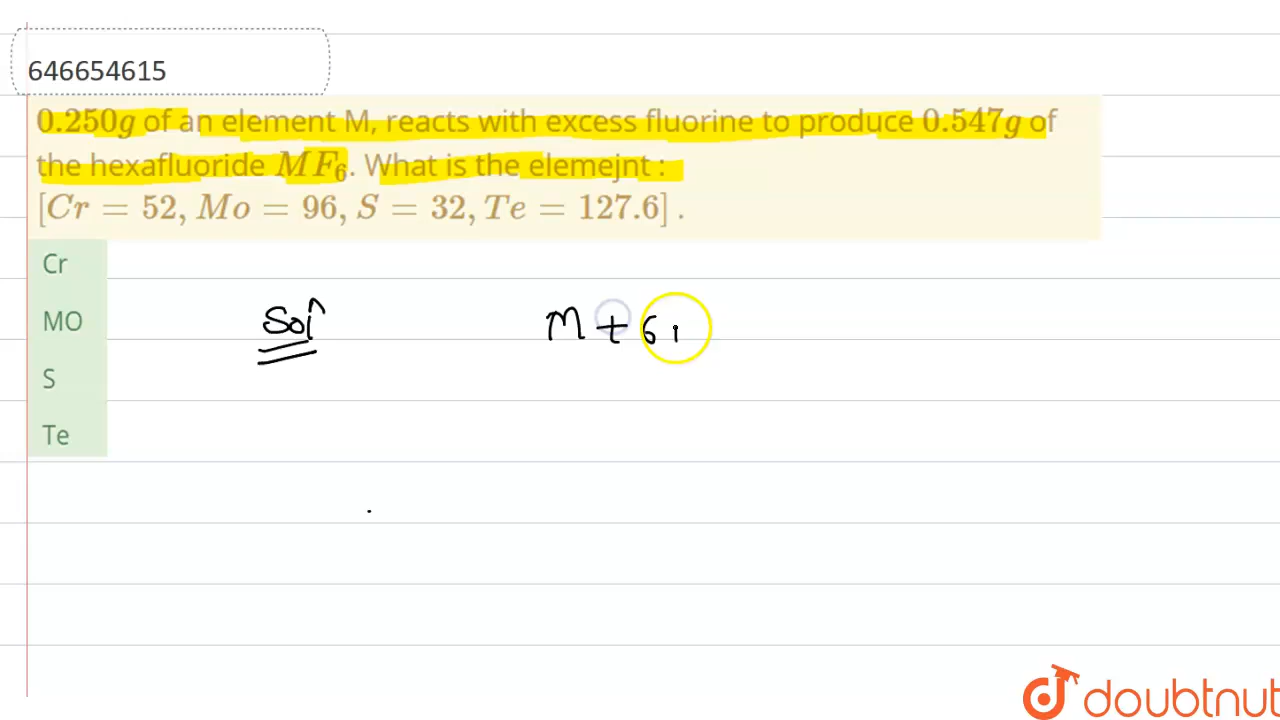 646654615
0.250g of an element M, reacts with excess fluorine to produce 0.547g of
the hexafluoride MF₆. What is the elemejnt :
[Cr = 52, Mo = 96, S = 32, Te = 127.6] .
Cr
MO
S
Te
Solⁿ
M + 6
doubtnut